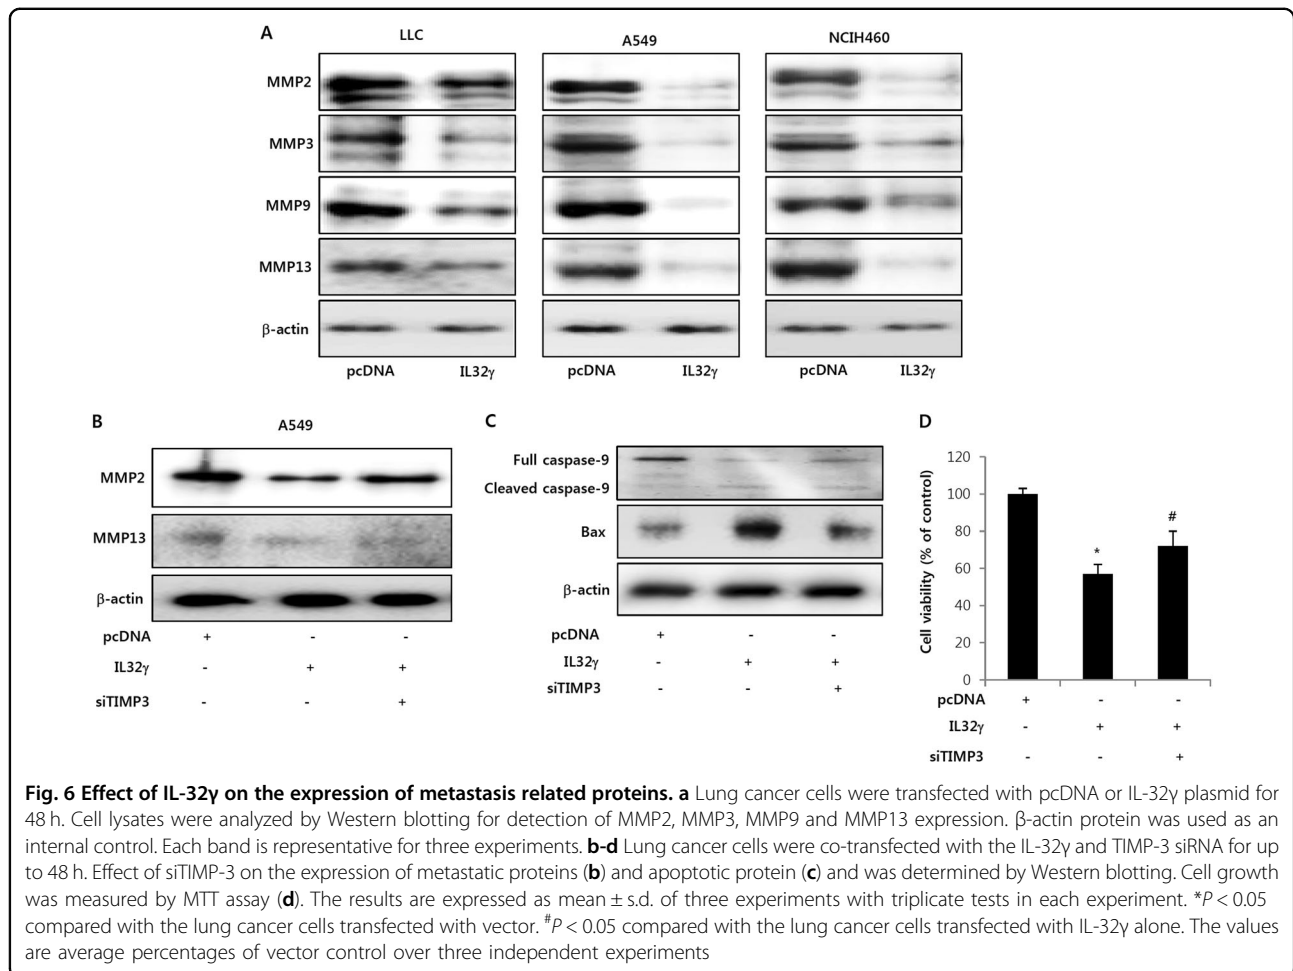 A
LLC
A549
NCIH460
MMP2
MMP3
MMP9
MMP13
β-actin
pcDNA IL32γ pcDNA IL32γ pcDNA IL32γ
B
A549
MMP2
MMP13
β-actin
pcDNA + - -
IL32γ - + +
siTIMP3 - - +
C
Full caspase-9
Cleaved caspase-9
Bax
β-actin
pcDNA + - -
IL32γ - + +
siTIMP3 - - +
D
Cell viability (% of control)
120
100
80
60
40
20
0
*
#
pcDNA + - -
IL32γ - + +
siTIMP3 - - +
Fig. 6 Effect of IL-32γ on the expression of metastasis related proteins. a Lung cancer cells were transfected with pcDNA or IL-32γ plasmid for
48 h. Cell lysates were analyzed by Western blotting for detection of MMP2, MMP3, MMP9 and MMP13 expression. β-actin protein was used as an
internal control. Each band is representative for three experiments. b-d Lung cancer cells were co-transfected with the IL-32γ and TIMP-3 siRNA for up
to 48 h. Effect of siTIMP-3 on the expression of metastatic proteins (b) and apoptotic protein (c) and was determined by Western blotting. Cell growth
was measured by MTT assay (d). The results are expressed as mean ± s.d. of three experiments with triplicate tests in each experiment. *P < 0.05
compared with the lung cancer cells transfected with vector. #P < 0.05 compared with the lung cancer cells transfected with IL-32γ alone. The values
are average percentages of vector control over three independent experiments